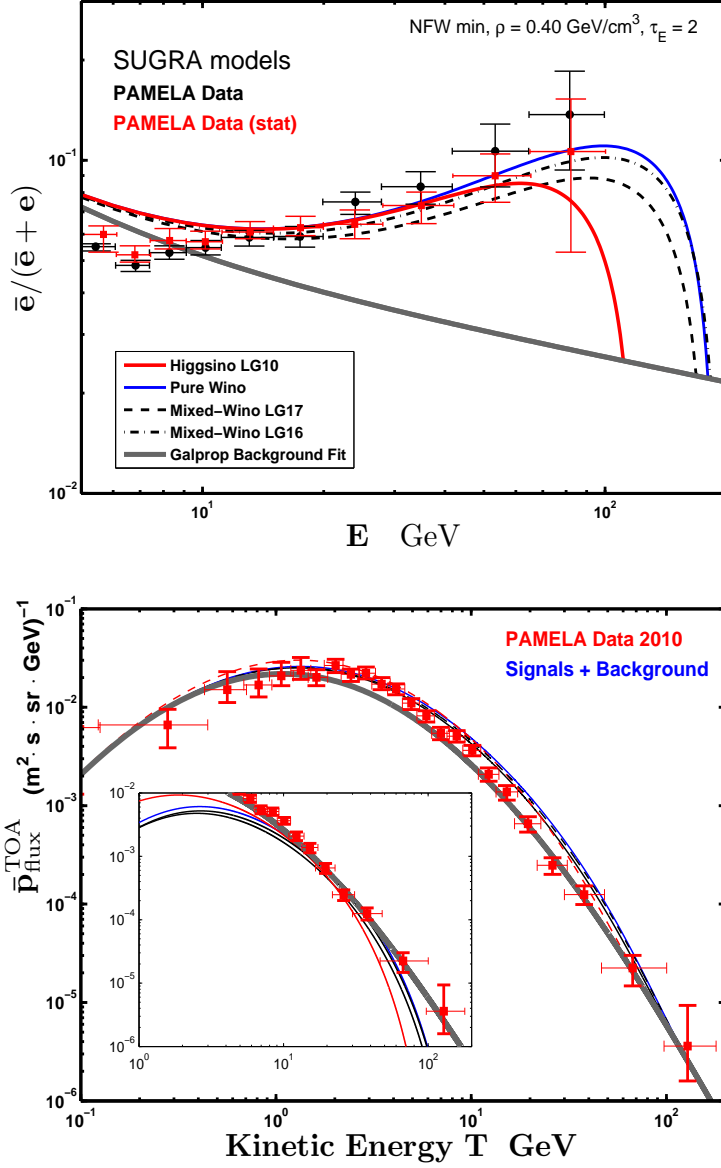 NFW min, ρ = 0.40 GeV/cm³, τ_E = 2
SUGRA models
PAMELA Data
PAMELA Data (stat)
10⁻¹
ē/(ē + e)
Higgsino LG10
Pure Wino
Mixed−Wino LG17
Mixed−Wino LG16
Galprop Background Fit
10⁻²
10¹
10²
E GeV
10⁻¹
PAMELA Data 2010
Signals + Background
10⁻²
10⁻³
10⁻⁴
10⁻⁵
10⁻⁶
p̄_flux^TOA (m²· s · sr · GeV)⁻¹
10⁻²
10⁻³
10⁻⁴
10⁻⁵
10⁻⁶
10⁰
10¹
10²
10⁻¹
10⁰
10¹
10²
Kinetic Energy T GeV